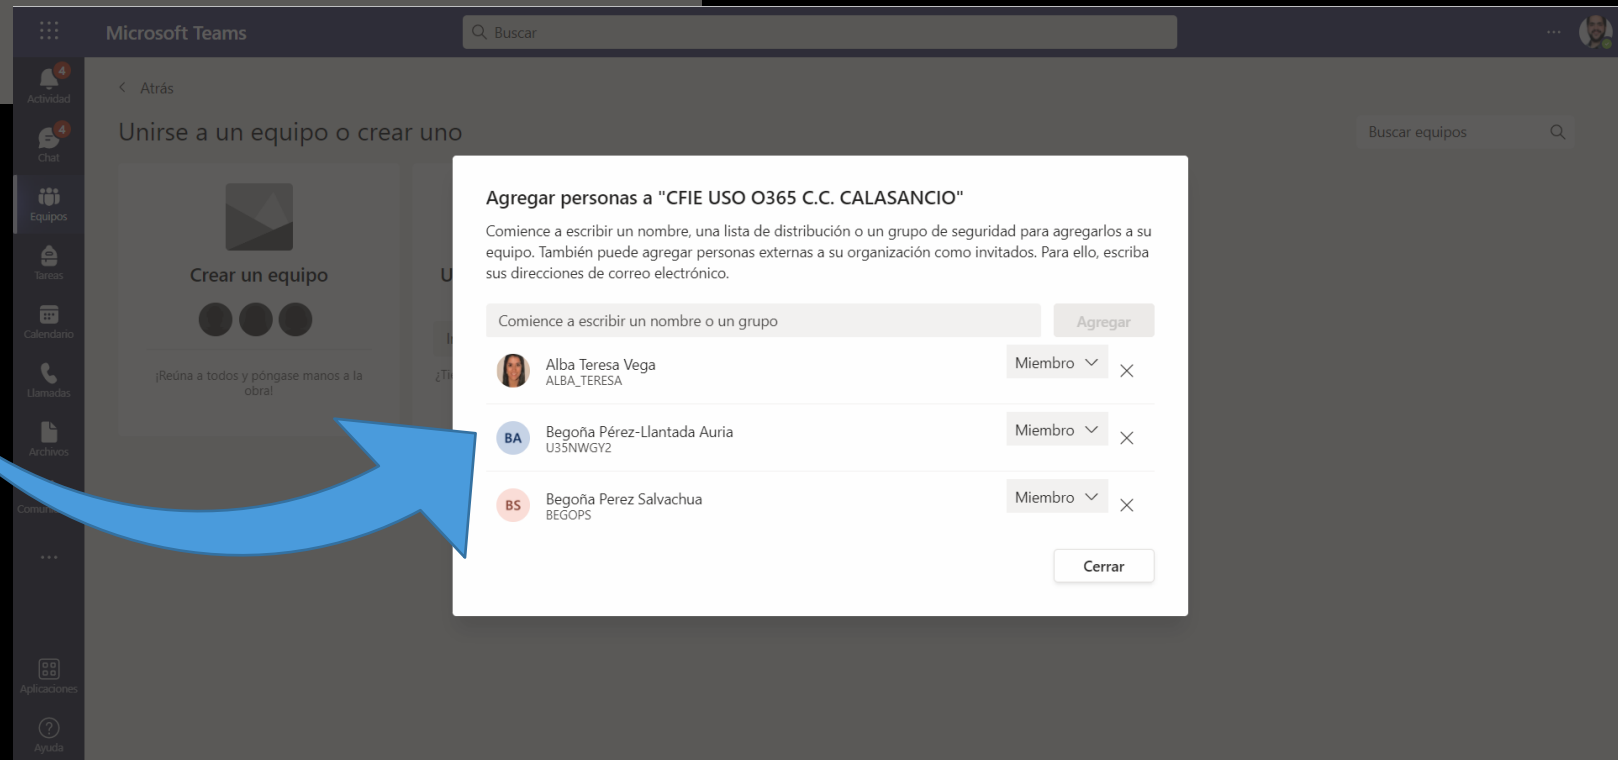 Microsoft Teams
Buscar
4
Actividad
4
Chat
Equipos
Tareas
Calendario
Llamadas
Archivos
Aplicaciones
Ayuda
Atrás
Unirse a un equipo o crear uno
Buscar equipos
Crear un equipo
¡Reúna a todos y póngase manos a la
obra!
Agregar personas a "CFIE USO O365 C.C. CALASANCIO"
Comience a escribir un nombre, una lista de distribución o un grupo de seguridad para agregarlos a su
equipo. También puede agregar personas externas a su organización como invitados. Para ello, escriba
sus direcciones de correo electrónico.
Comience a escribir un nombre o un grupo
Agregar
Alba Teresa Vega
ALBA_TERESA
Miembro
BA
Begoña Pérez-Llantada Auria
U35NWGY2
Miembro
BS
Begoña Perez Salvachua
BEGOPS
Miembro
Cerrar